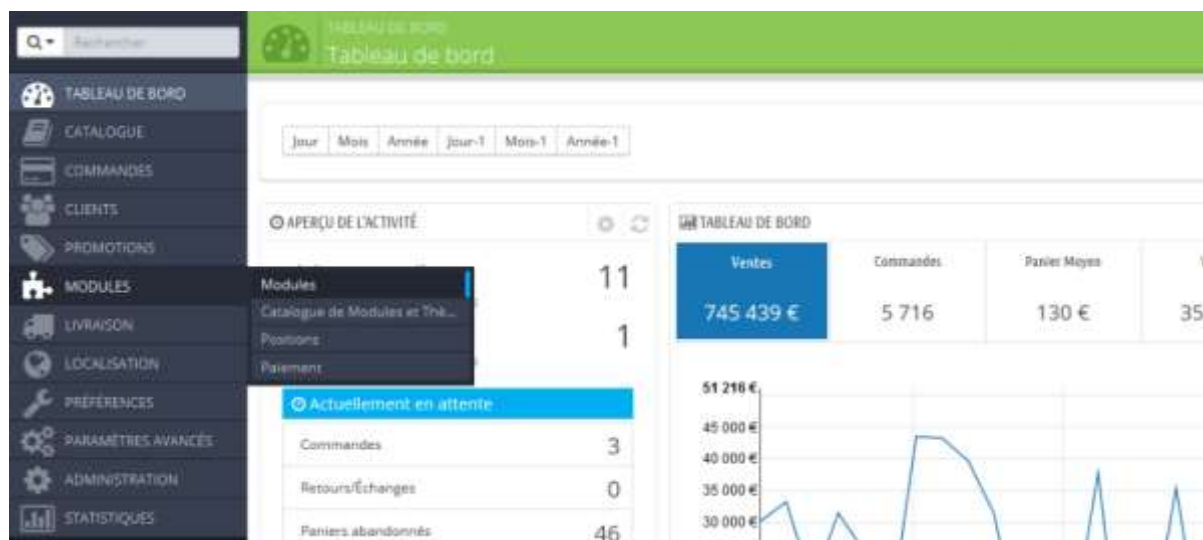 Rechercher
TABLEAU DE BORD
Tableau de bord
TABLEAU DE BORD
CATALOGUE
COMMANDES
CLIENTS
PROMOTIONS
MODULES
LIVRAISON
LOCALISATION
PRÉFÉRENCES
PARAMÈTRES AVANCÉS
ADMINISTRATION
STATISTIQUES
Modules
Catalogue de Modules et Thè...
Positions
Paiement
Jour Mois Année Jour-1 Mois-1 Année-1
APERÇU DE L'ACTIVITÉ
11
1
Actuellement en attente
Commandes 3
Retours/Échanges 0
Paniers abandonnés 46
TABLEAU DE BORD
Ventes Commandes Panier Moyen
745 439 € 5 716 130 € 35
51 216 €
45 000 €
40 000 €
35 000 €
30 000 €